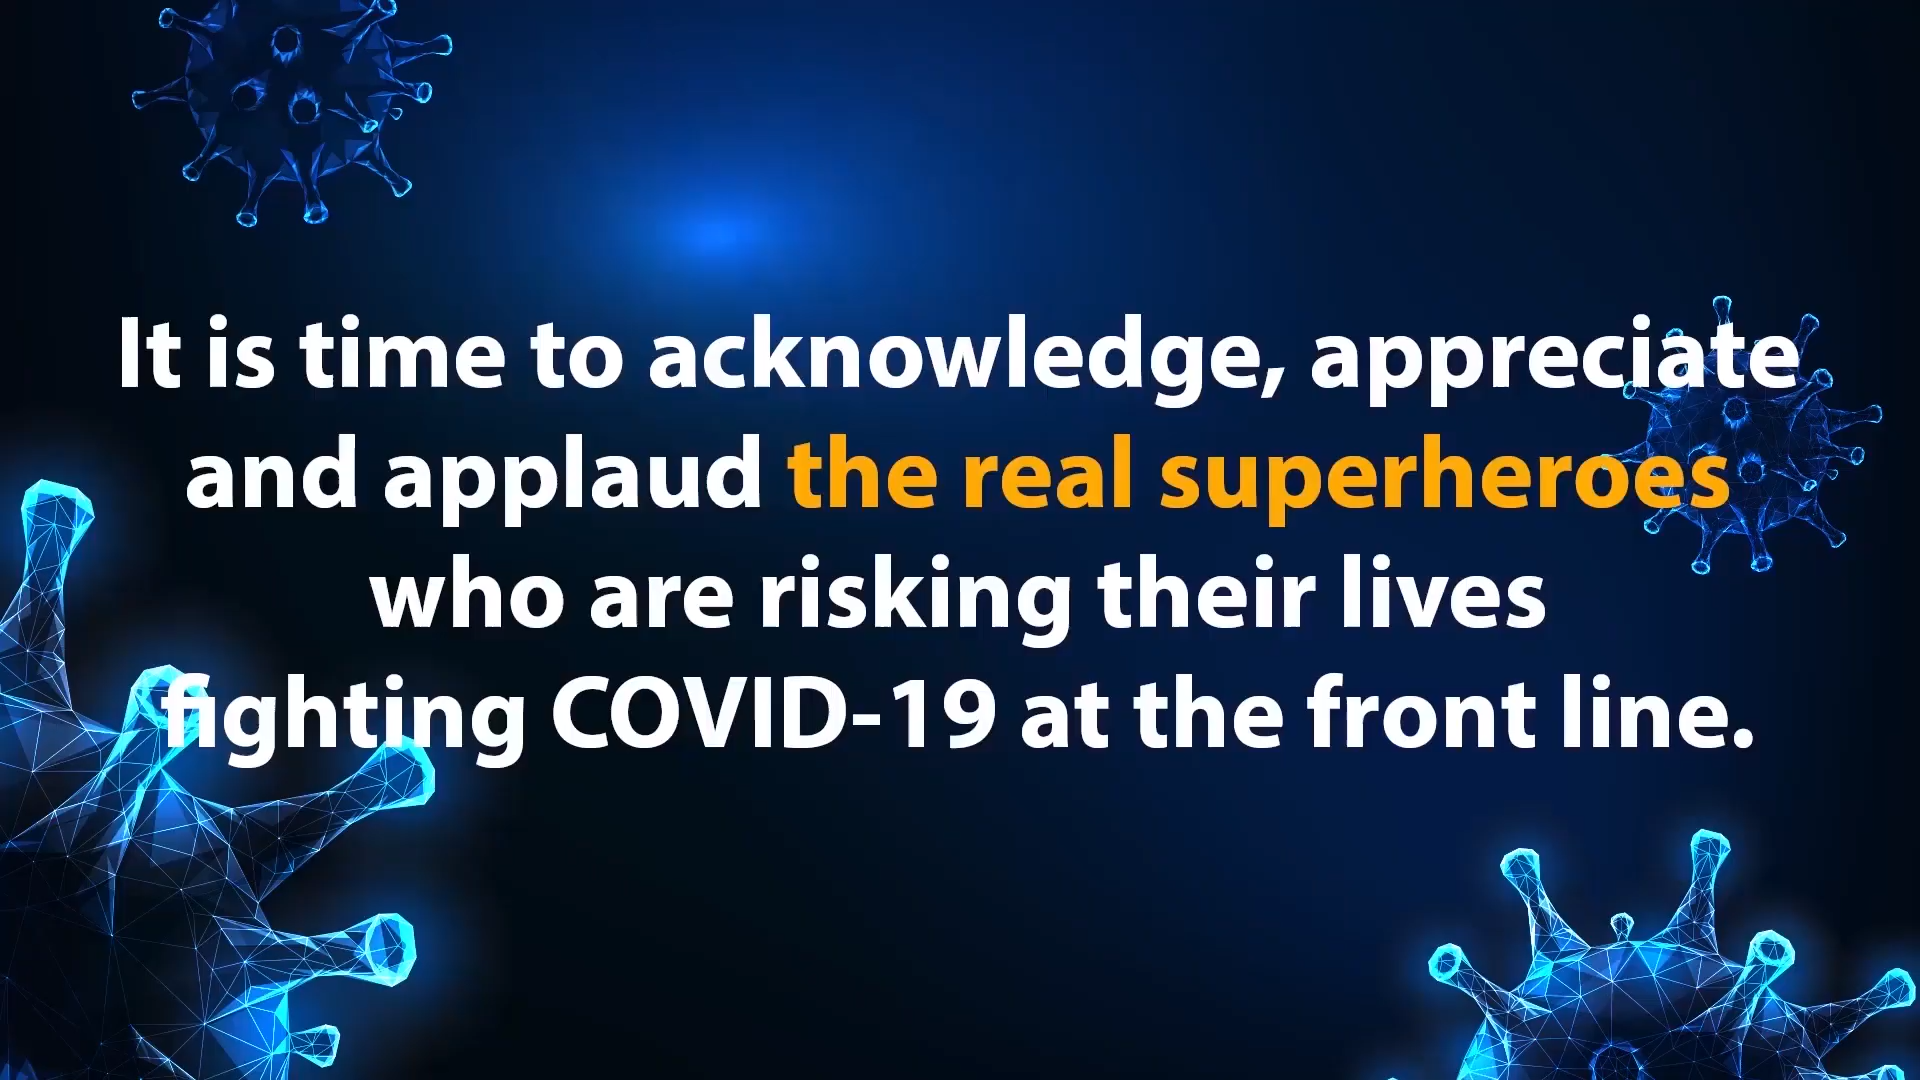 It is time to acknowledge, appreciate
and applaud the real superheroes
who are risking their lives
fighting COVID-19 at the front line.